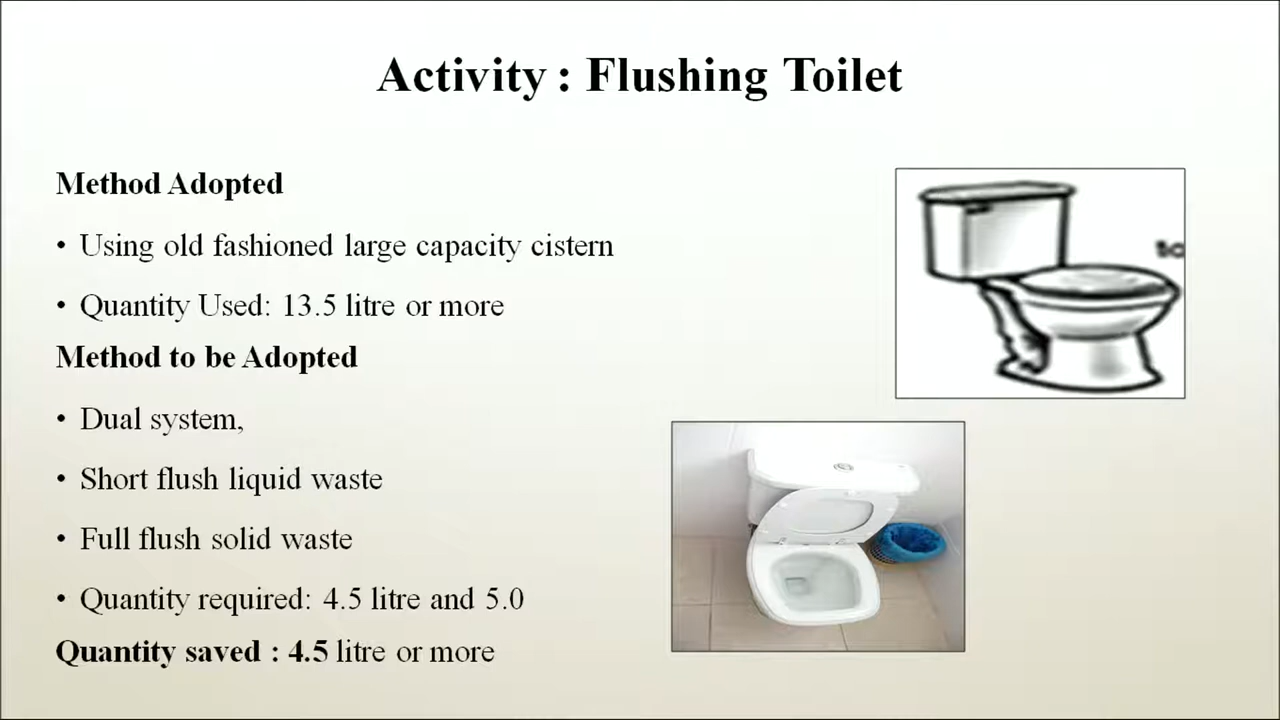 Activity : Flushing Toilet
Method Adopted
• Using old fashioned large capacity cistern
• Quantity Used: 13.5 litre or more
Method to be Adopted
• Dual system,
• Short flush liquid waste
• Full flush solid waste
• Quantity required: 4.5 litre and 5.0
Quantity saved : 4.5 litre or more